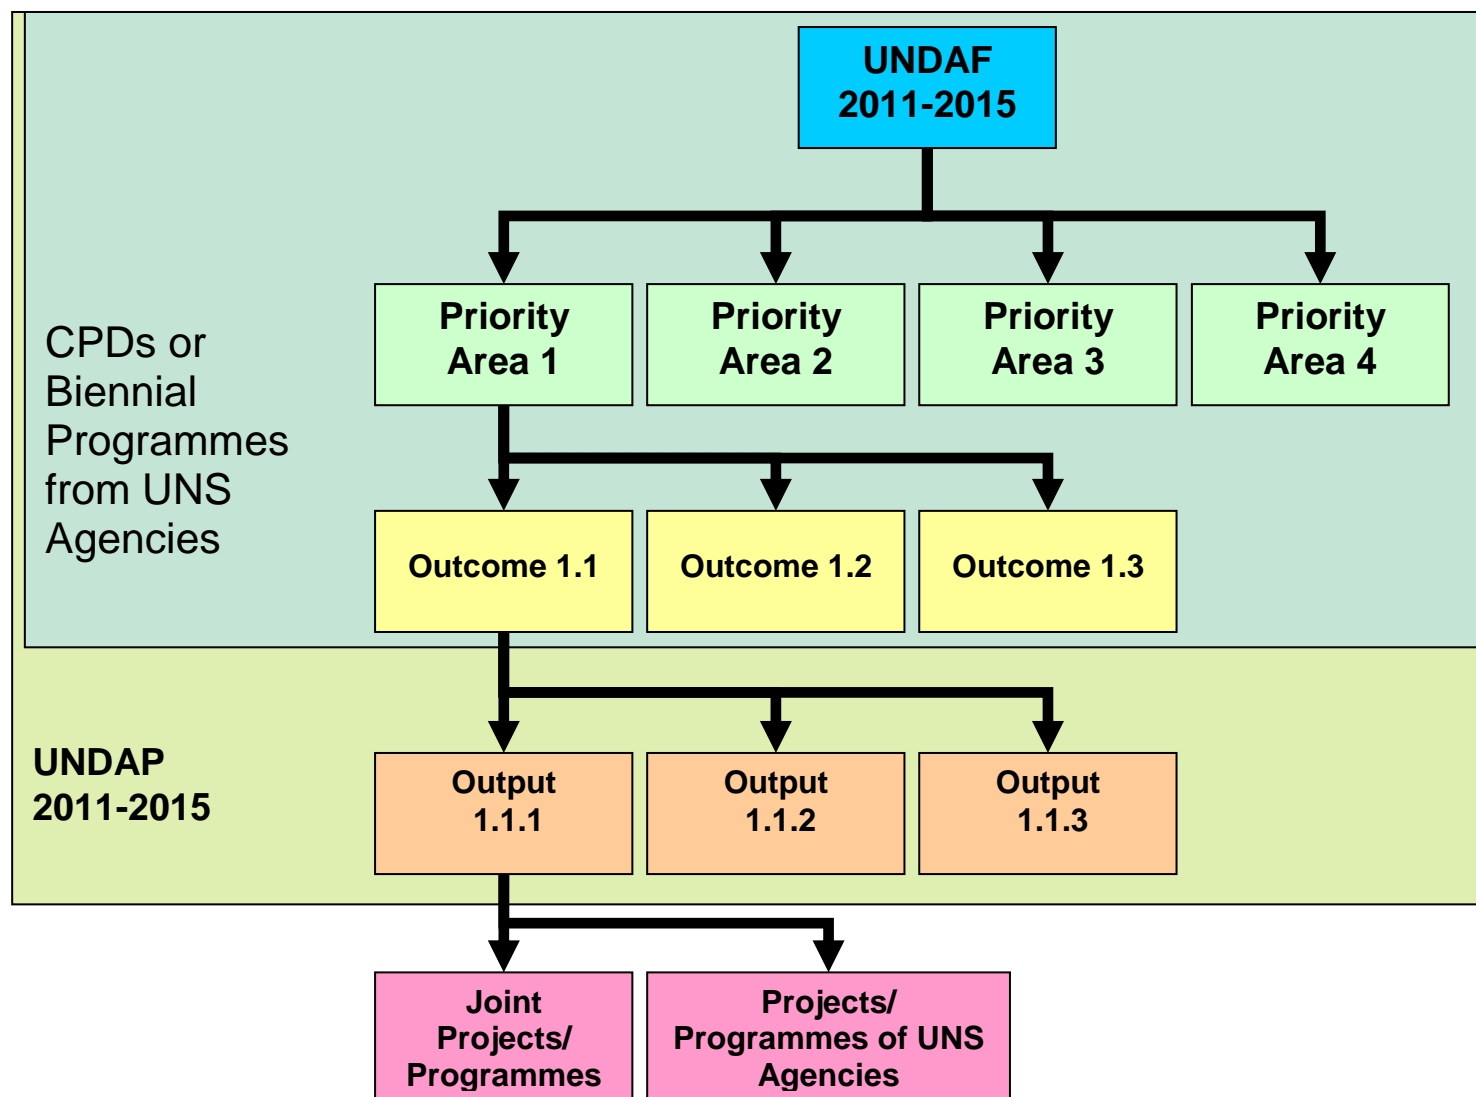 UNDAF
2011-2015
Priority
Area 1
Priority
Area 2
Priority
Area 3
Priority
Area 4
CPDs or
Biennial
Programmes
from UNS
Agencies
Outcome 1.1
Outcome 1.2
Outcome 1.3
UNDAP
2011-2015
Output
1.1.1
Output
1.1.2
Output
1.1.3
Joint
Projects/
Programmes
Projects/
Programmes of UNS
Agencies